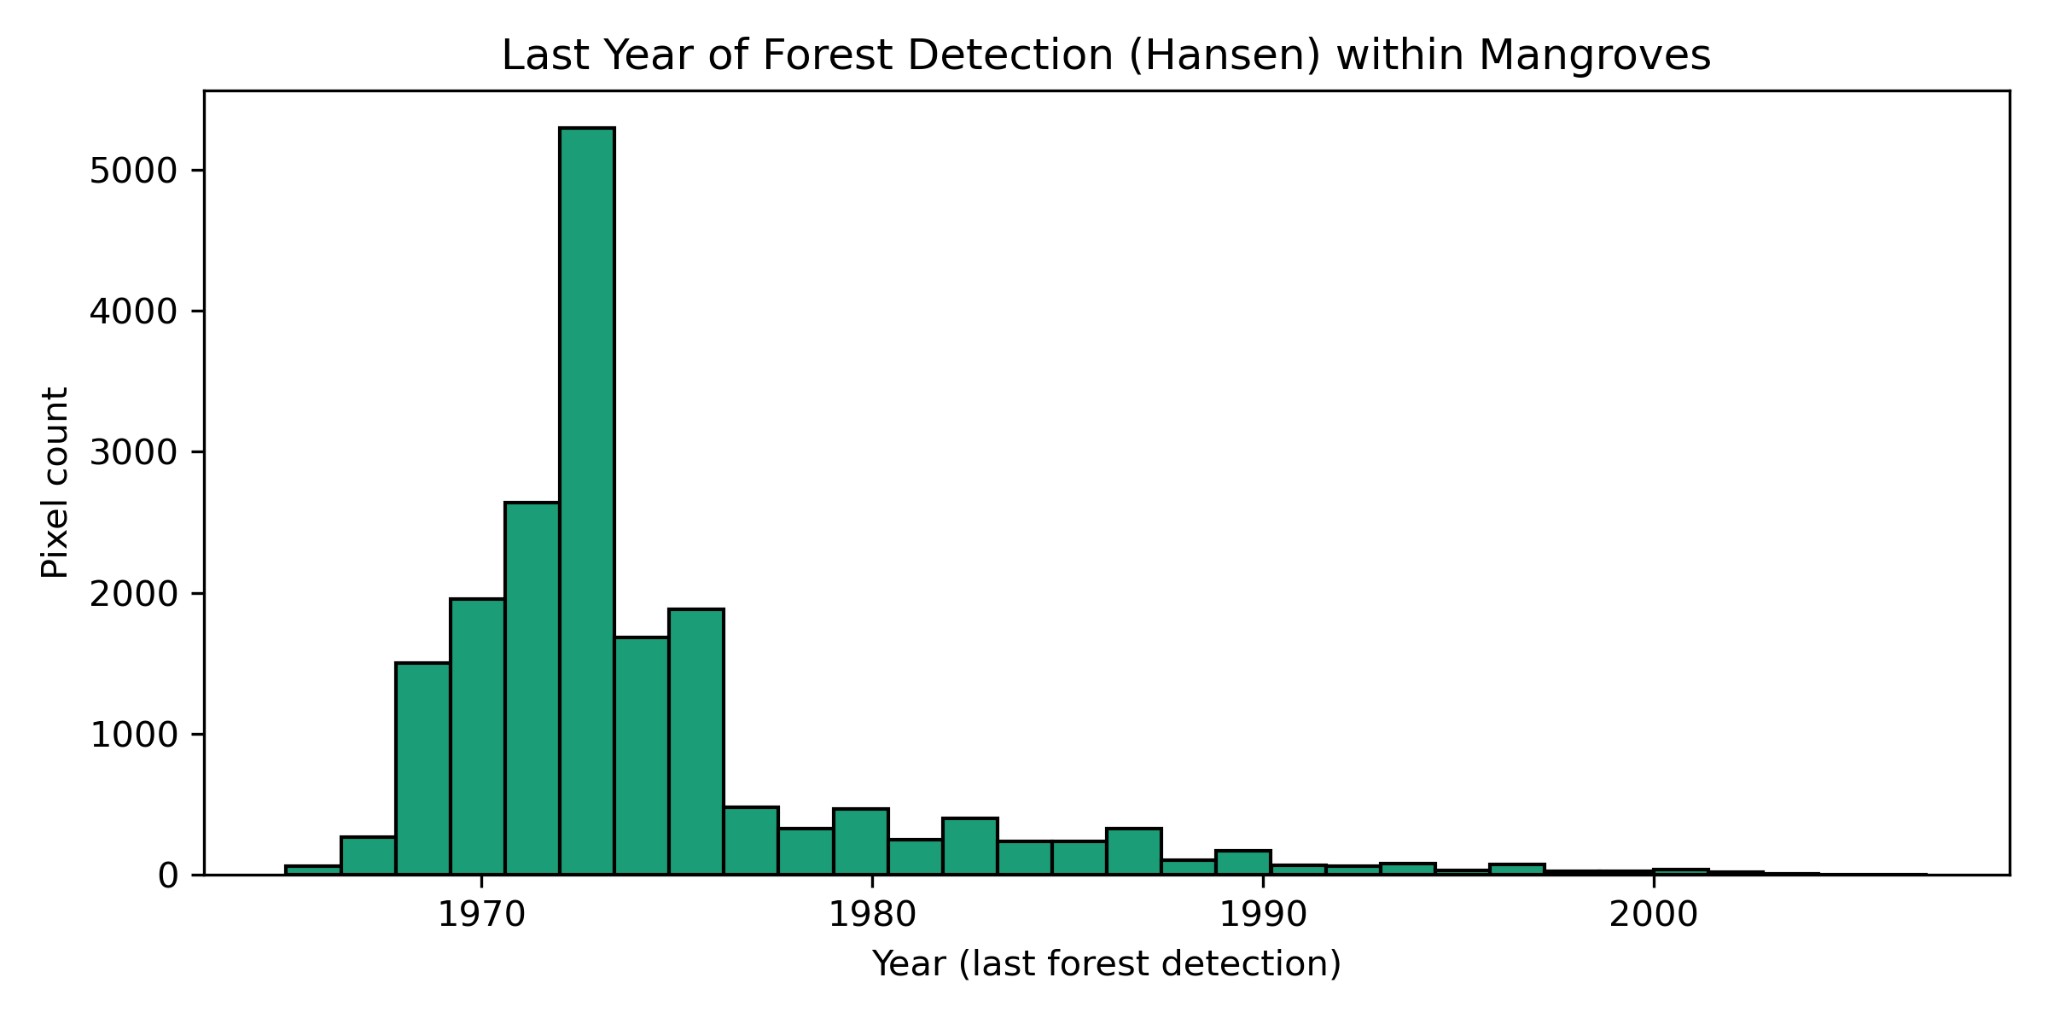 Last Year of Forest Detection (Hansen) within Mangroves
5000
4000
3000
2000
1000
0
Pixel count
1970 1980 1990 2000
Year (last forest detection)